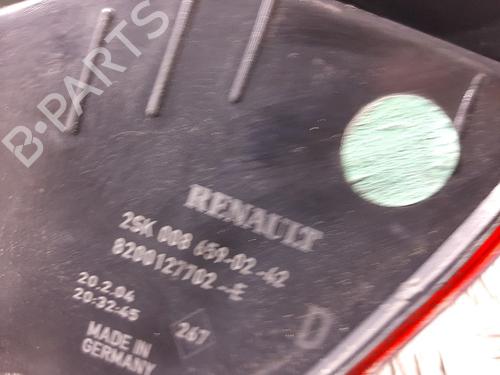 B-PARTS
RENAULT
2SK 008 659-02-42
8200127702-E
20.2.04
20:32:45
MADE IN
GERMANY
267
D